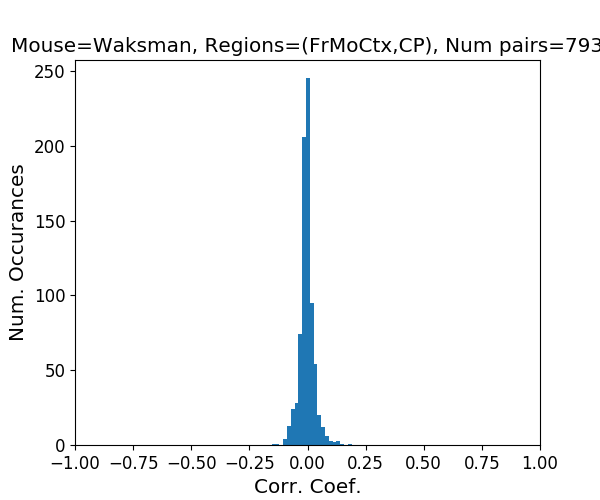 Mouse=Waksman, Regions=(FrMoCtx,CP), Num pairs=793
250
200
150
100
50
0
Num. Occurances
−1.00 −0.75 −0.50 −0.25 0.00 0.25 0.50 0.75 1.00
Corr. Coef.